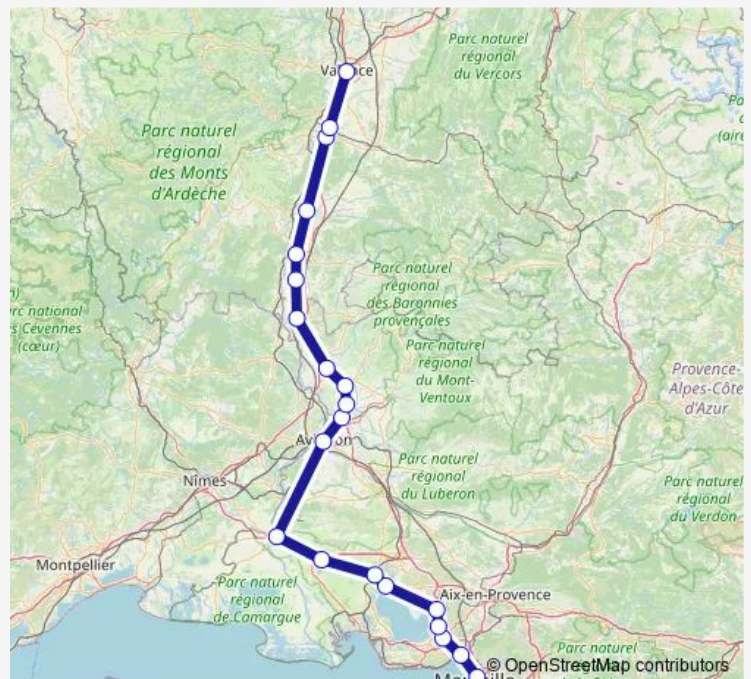 Parc naturel
régional
du Vercors
Parc naturel
régional
des Monts
d'Ardèche
Parc naturel
régional
des Baronnies
provençales
(cœur)
Parc naturel
régional
du Mont-
Ventoux
Provence-
Alpes-Côte
d'Azur
Nîmes
Parc naturel
régional
du Luberon
Parc naturel
régional
du Verdon
Montpellier
Parc naturel
régional
de Camargue
Aix-en-Provence
Parc naturel
© OpenStreetMap contributors